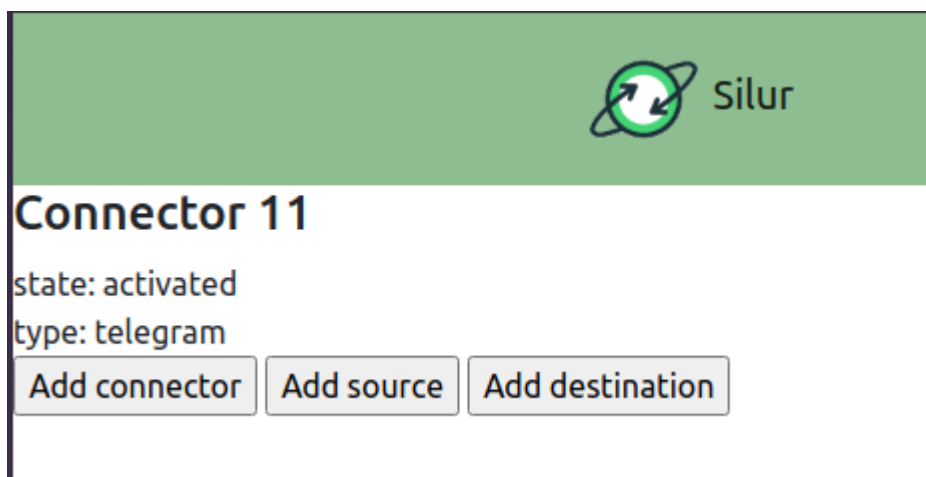 Silur
Connector 11
state: activated
type: telegram
Add connector Add source Add destination